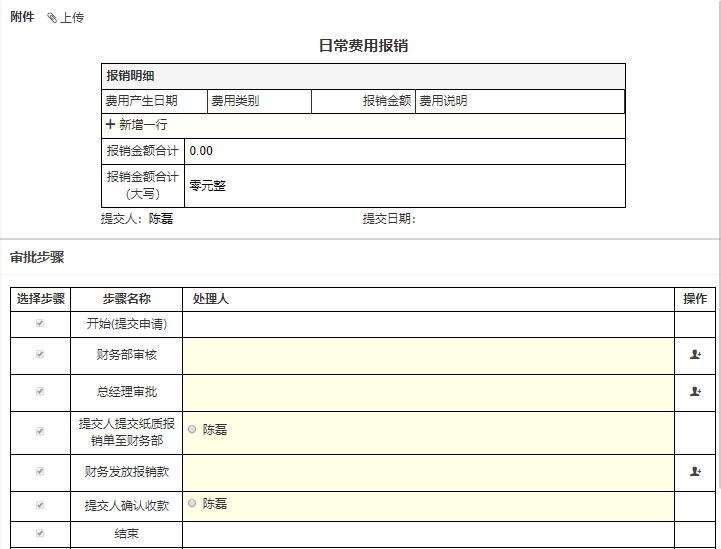 附件 上传
日常费用报销
报销明细
费用产生日期 费用类别 报销金额 费用说明
+ 新增一行
报销金额合计 0.00
报销金额合计
(大写) 零元整
提交人: 陈磊 提交日期:
审批步骤
选择步骤 步骤名称 处理人 操作
开始(提交申请)
财务部审核
总经理审批
提交人提交纸质报
销单至财务部 陈磊
财务发放报销款
提交人确认收款 陈磊
结束